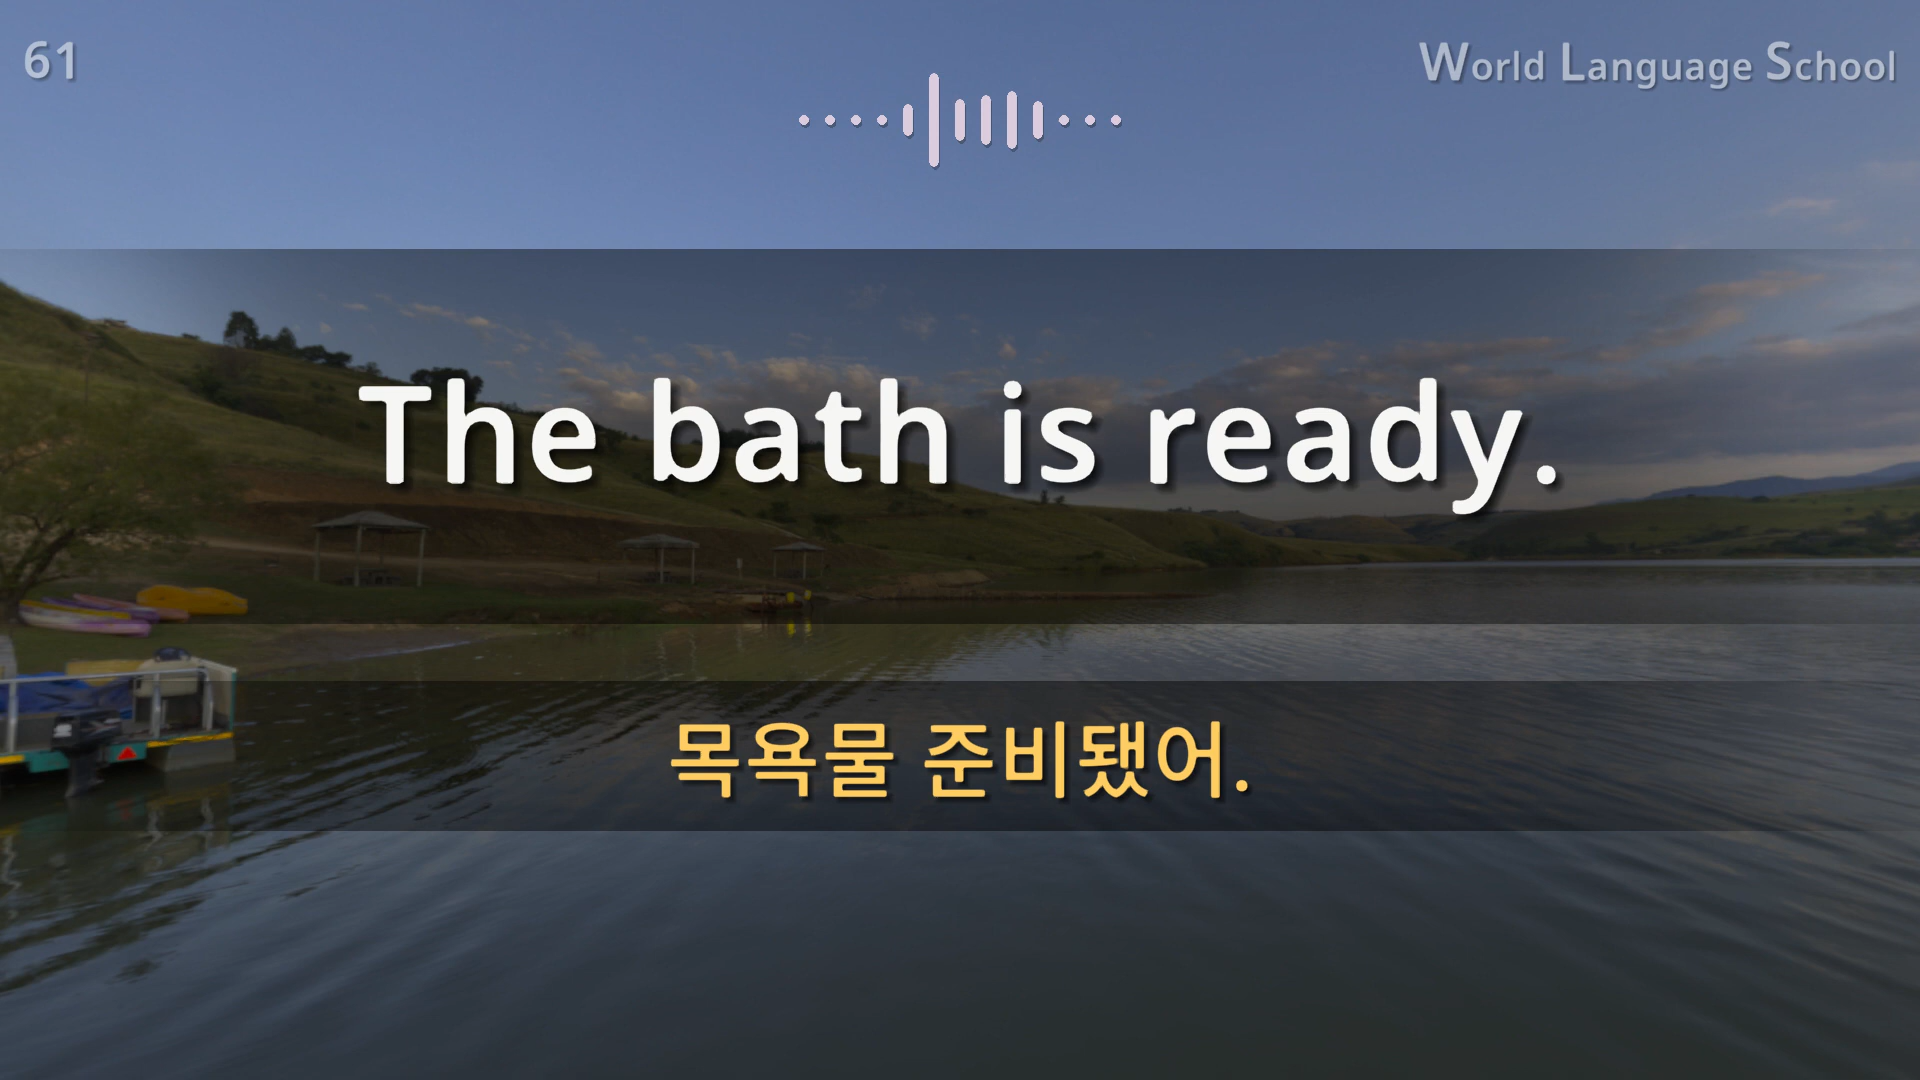 61
World Language School
The bath is ready.
목욕물 준비됐어.